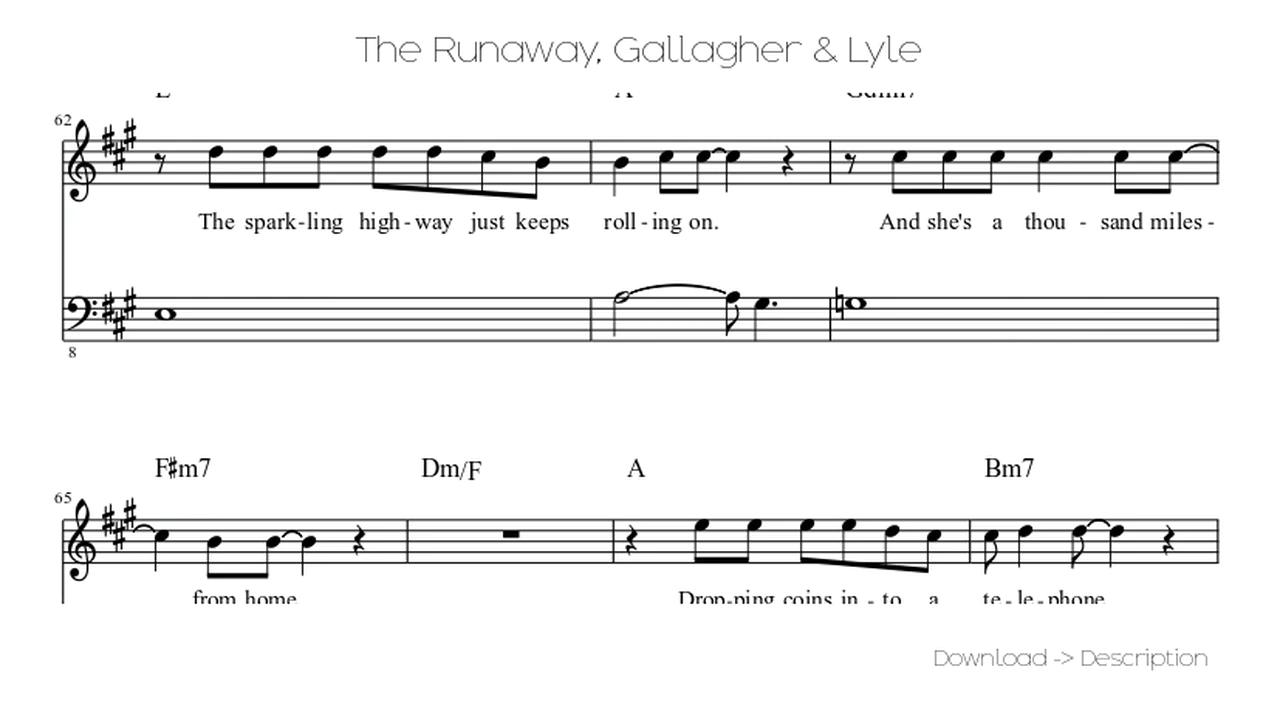 The Runaway, Gallagher & Lyle
E A Gdim7
62
The spark-ling high-way just keeps roll-ing on. And she's a thou - sand miles-
8
F#m7 Dm/F A Bm7
65
from home. Drop-ping coins in - to a te-le-phone
Download -> Description